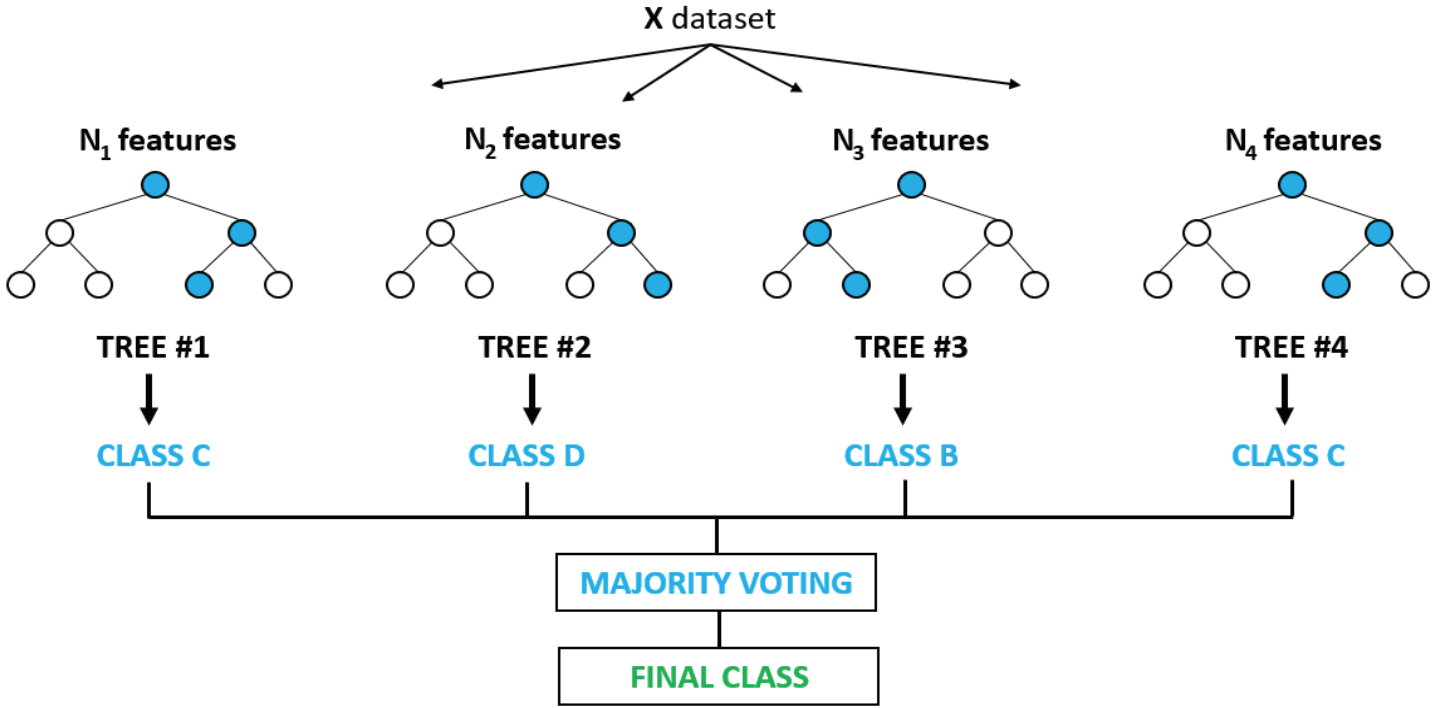 X dataset
N1 features
N2 features
N3 features
N4 features
TREE #1
TREE #2
TREE #3
TREE #4
CLASS C
CLASS D
CLASS B
CLASS C
MAJORITY VOTING
FINAL CLASS